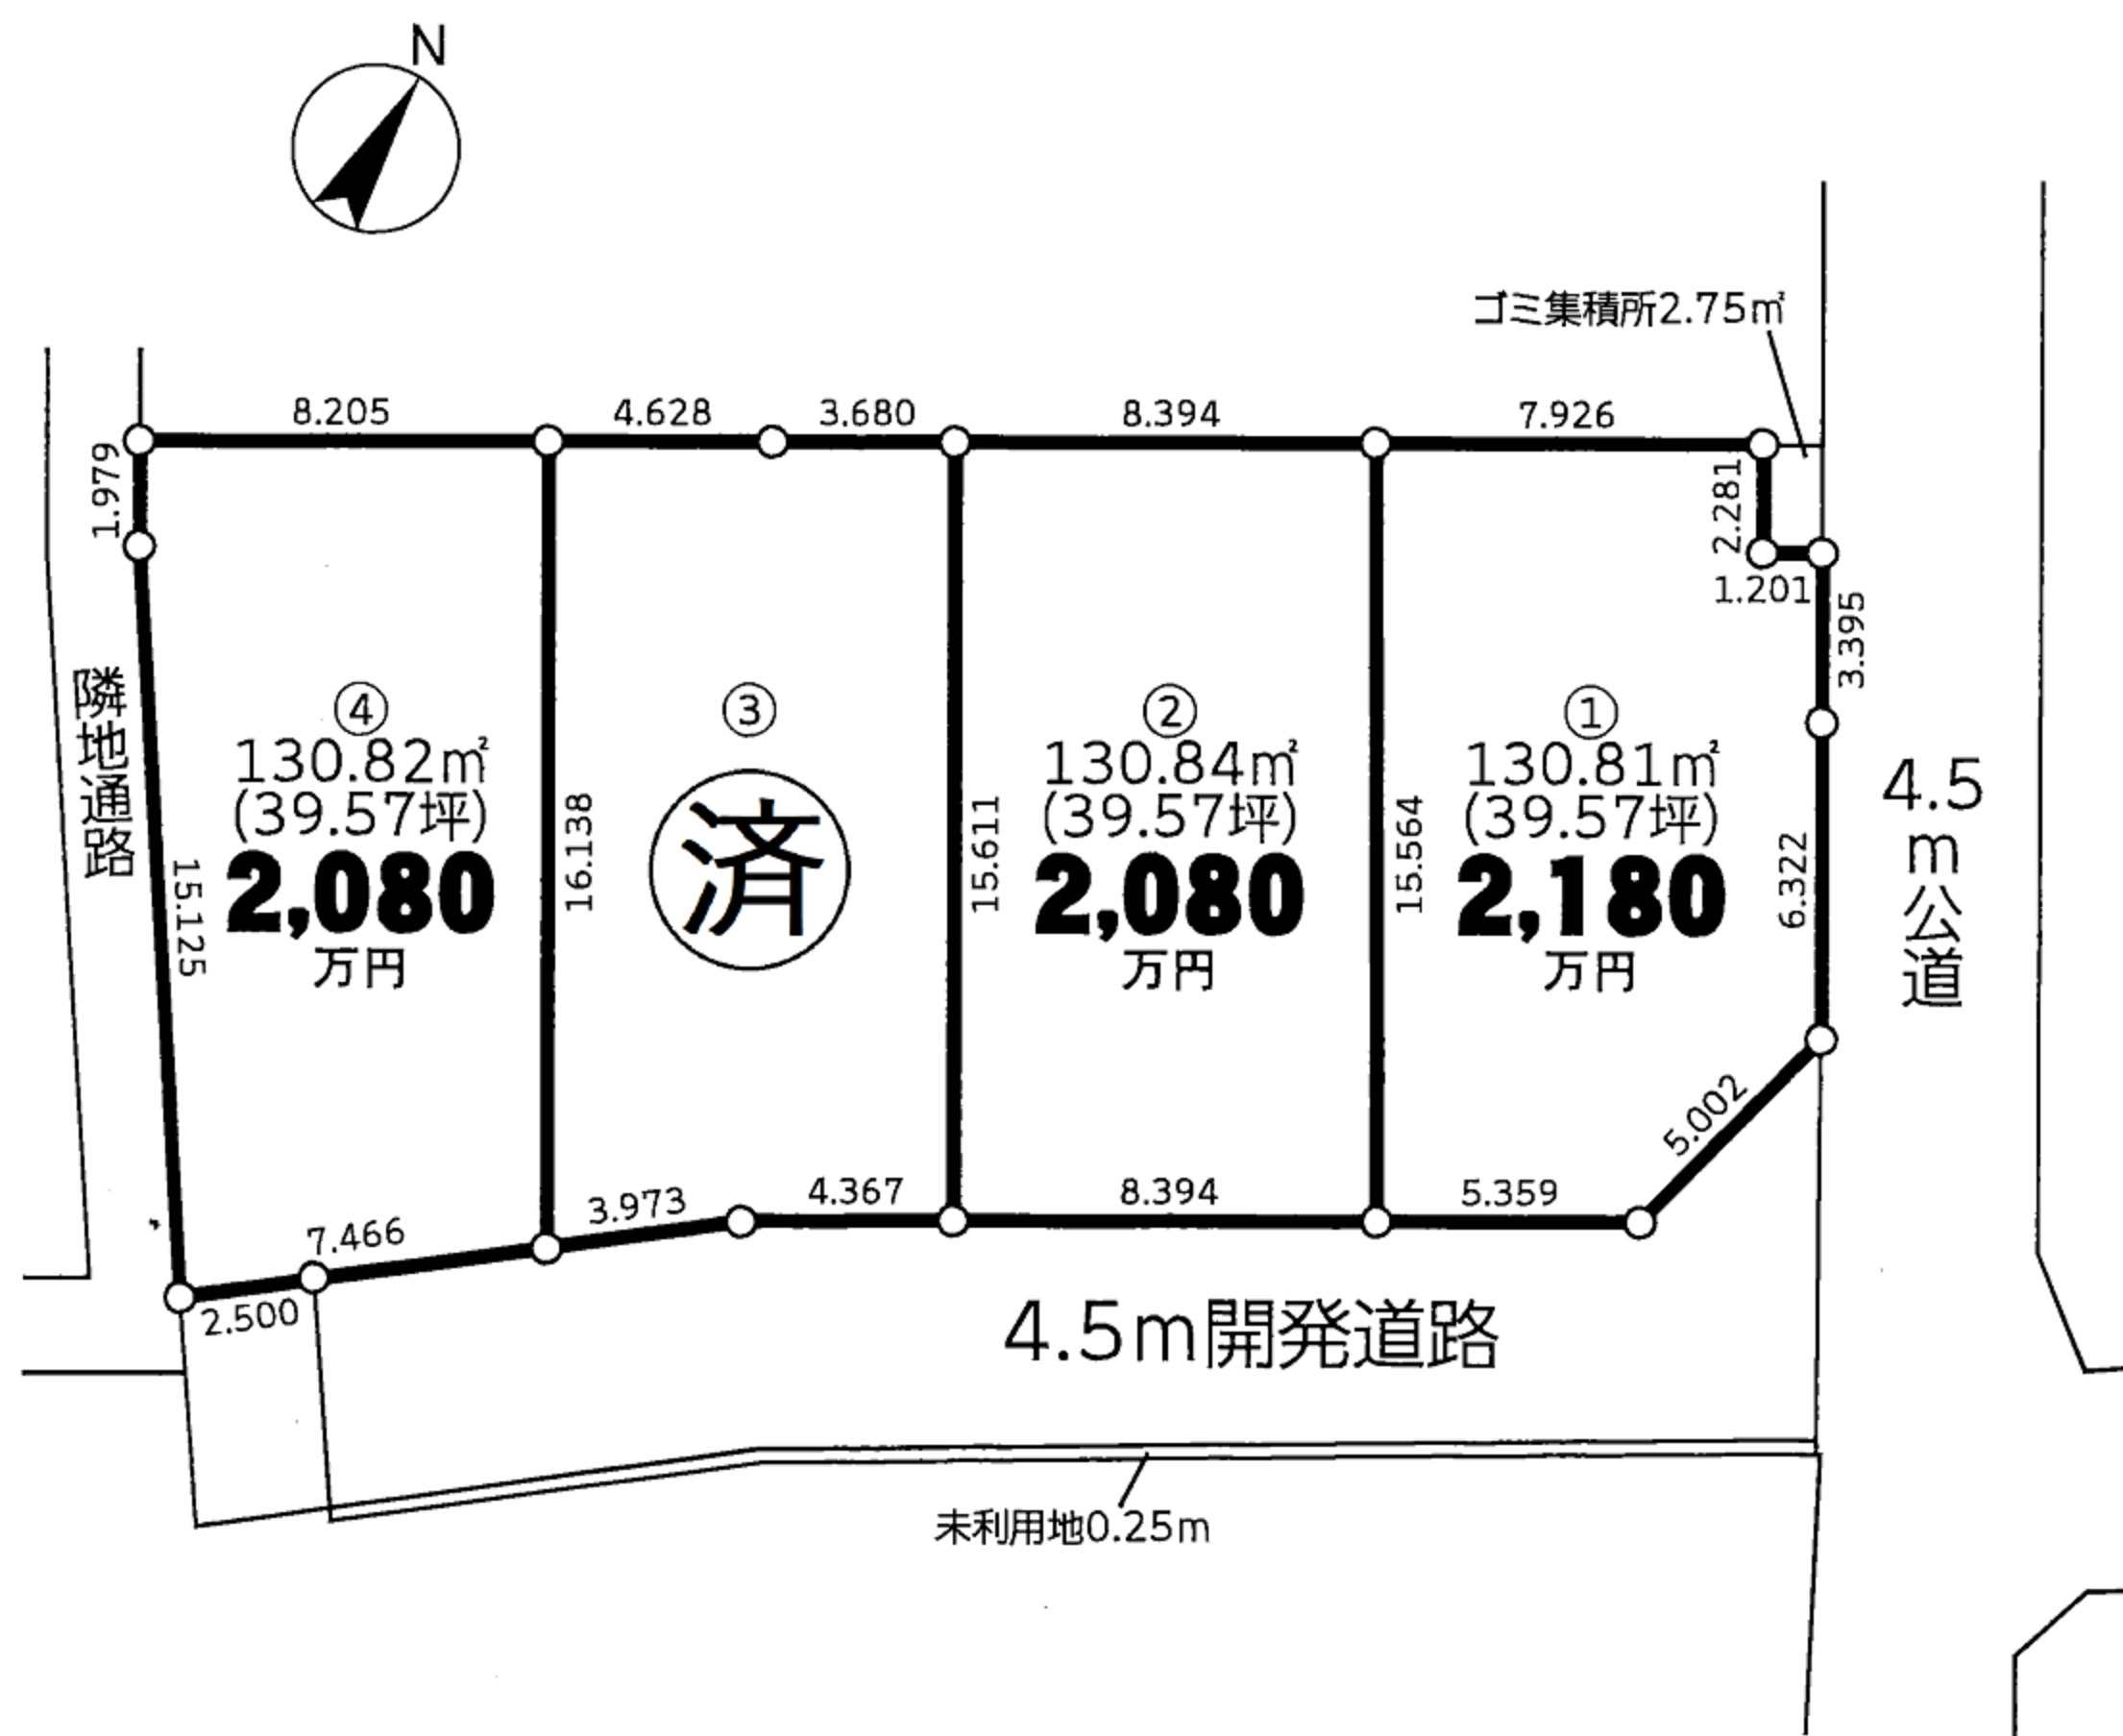 N
ゴミ集積所2.75㎡
8.205
4.628
3.680
8.394
7.926
1.979
2.281
1.201
3.395
隣地通路
15.125
④
130.82㎡
(39.57坪)
2,080
万円
16.138
③
済
15.611
②
130.84㎡
(39.57坪)
2,080
万円
15.564
①
130.81㎡
(39.57坪)
2,180
万円
6.322
4.5m公道
5.002
7.466
2.500
3.973
4.367
8.394
5.359
4.5m開発道路
未利用地0.25m